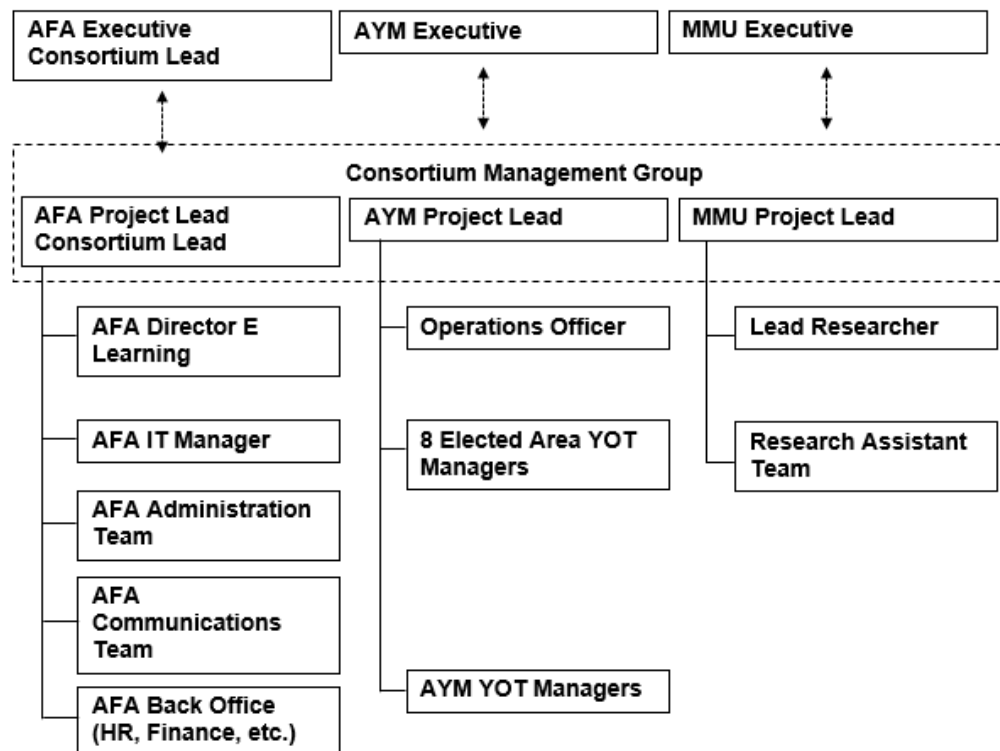 AFA Executive
Consortium Lead
AYM Executive
MMU Executive
Consortium Management Group
AFA Project Lead
Consortium Lead
AYM Project Lead
MMU Project Lead
AFA Director E
Learning
AFA IT Manager
AFA Administration
Team
AFA
Communications
Team
AFA Back Office
(HR, Finance, etc.)
Operations Officer
8 Elected Area YOT
Managers
AYM YOT Managers
Lead Researcher
Research Assistant
Team